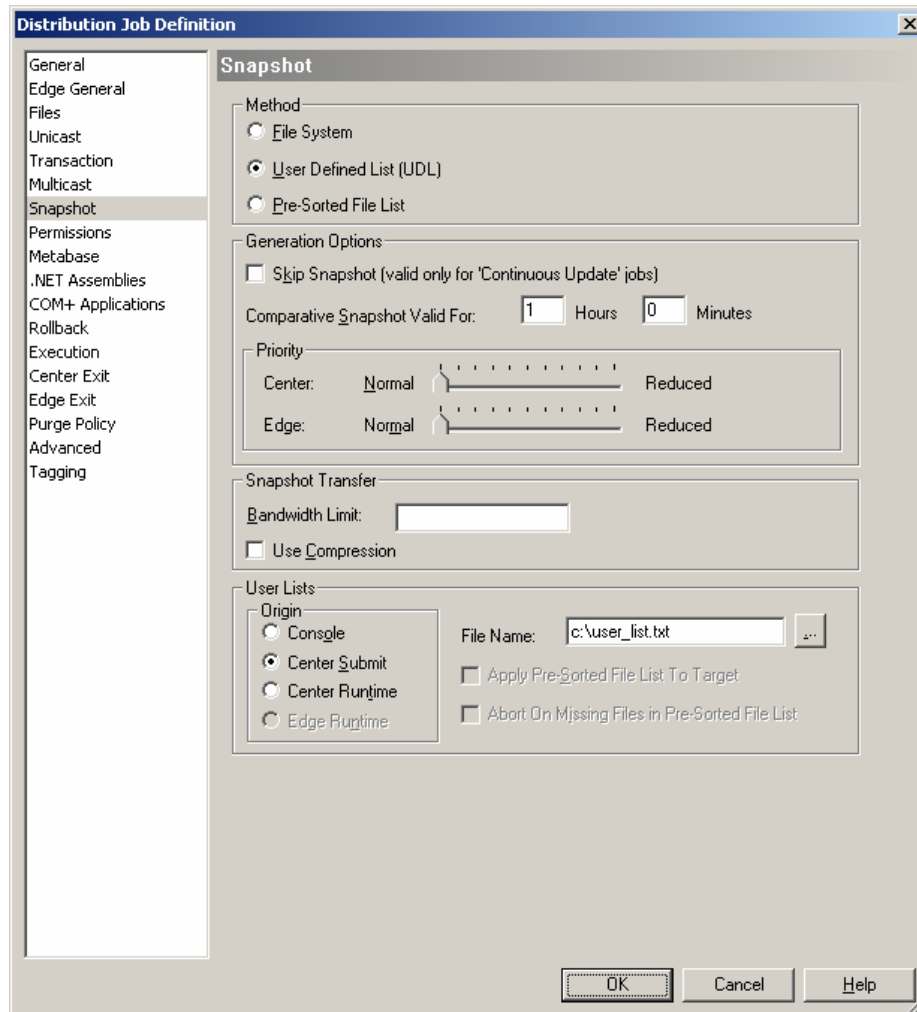 Distribution Job Definition
General
Edge General
Files
Unicast
Transaction
Multicast
Snapshot
Permissions
Metabase
.NET Assemblies
COM+ Applications
Rollback
Execution
Center Exit
Edge Exit
Purge Policy
Advanced
Tagging
Snapshot
Method
File System
User Defined List (UDL)
Pre-Sorted File List
Generation Options
Skip Snapshot (valid only for 'Continuous Update' jobs)
Comparative Snapshot Valid For: 1 Hours 0 Minutes
Priority
Center: Normal Reduced
Edge: Normal Reduced
Snapshot Transfer
Bandwidth Limit:
Use Compression
User Lists
Origin
Console
Center Submit
Center Runtime
Edge Runtime
File Name: c:\user_list.txt ...
Apply Pre-Sorted File List To Target
Abort On Missing Files in Pre-Sorted File List
OK Cancel Help